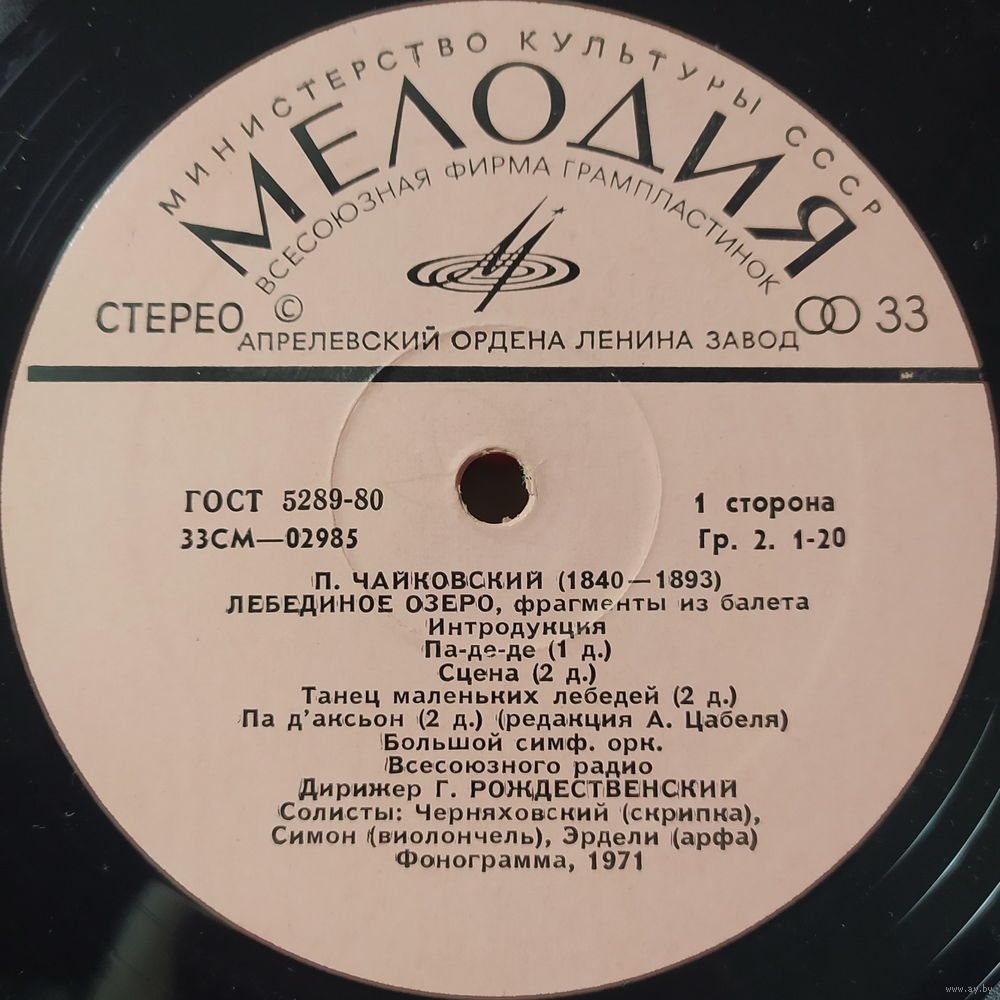 МИНИСТЕРСТВО КУЛЬТУРЫ СССР
МЕЛОДИЯ
ВСЕСОЮЗНАЯ ФИРМА ГРАМПЛАСТИНОК
СТЕРЕО © 33
АПРЕЛЕВСКИЙ ОРДЕНА ЛЕНИНА ЗАВОД
ГОСТ 5289-80 1 сторона
33СМ—02985 Гр. 2. 1-20
П. ЧАЙКОВСКИЙ (1840—1893)
ЛЕБЕДИНОЕ ОЗЕРО, фрагменты из балета
Интродукция
Па-де-де (1 д.)
Сцена (2 д.)
Танец маленьких лебедей (2 д.)
Па д'аксьон (2 д.) (редакция А. Цабеля)
Большой симф. орк.
Всесоюзного радио
Дирижер Г. РОЖДЕСТВЕНСКИЙ
Солисты: Черняховский (скрипка),
Симон (виолончель), Эрдели (арфа)
Фонограмма, 1971
www.ay.by